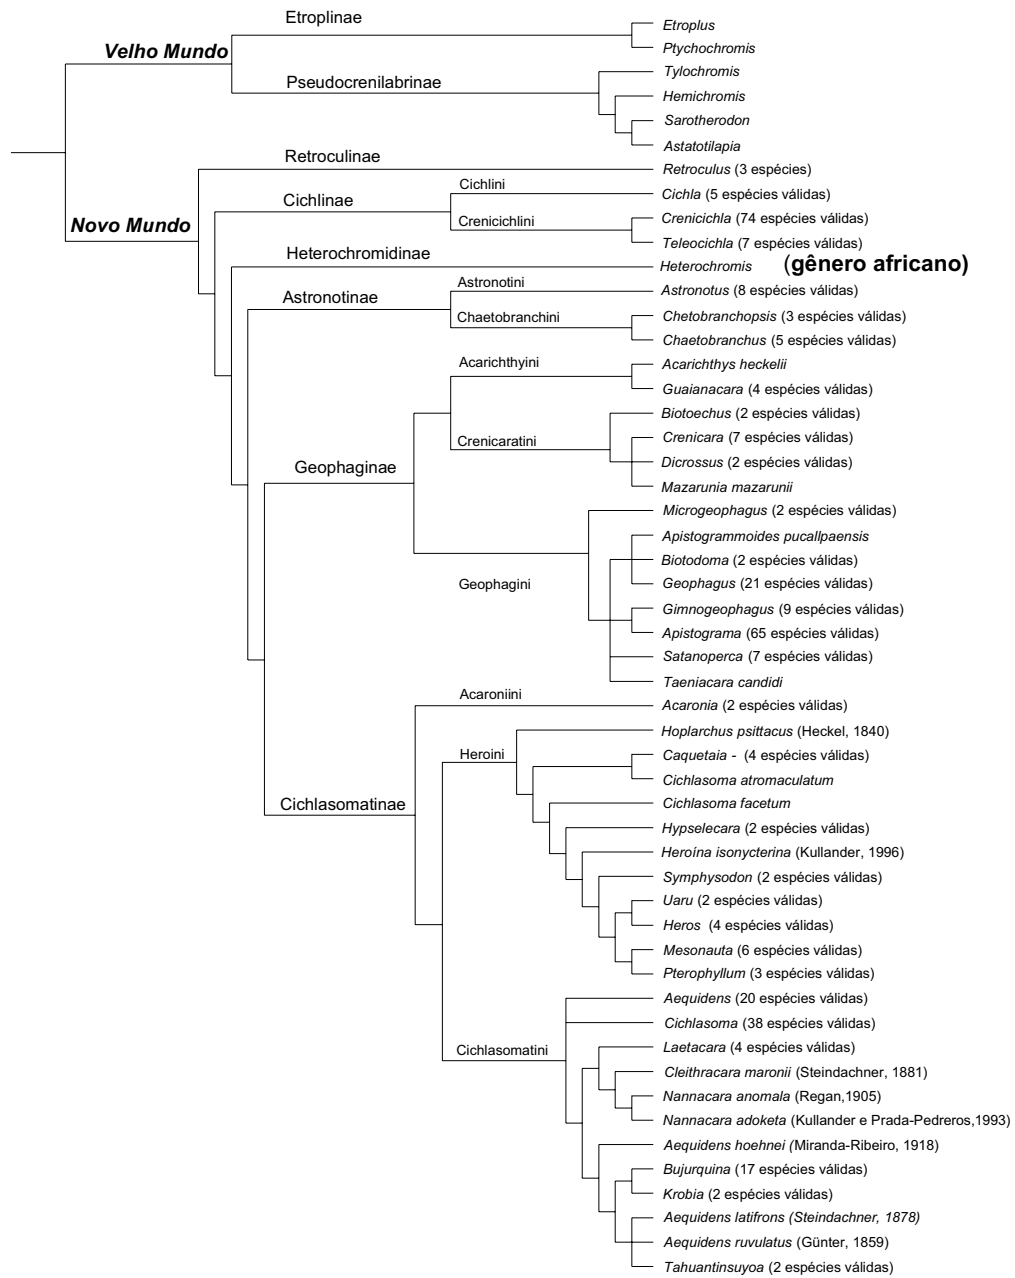 Etroplinae
Etroplus
Velho Mundo
Ptychochromis
Tylochromis
Pseudocrenilabrinae
Hemichromis
Sarotherodon
Astatotilapia
Retroculinae
Retroculus (3 espécies)
Cichlini
Cichlinae
Cichla (5 espécies válidas)
Novo Mundo
Crenicichlini
Crenicichla (74 espécies válidas)
Teleocichla (7 espécies válidas)
Heterochromidinae
Heterochromis (gênero africano)
Astronotini
Astronotinae
Astronotus (8 espécies válidas)
Chaetobranchini
Chetobranchopsis (3 espécies válidas)
Chaetobranchus (5 espécies válidas)
Acarichthyini
Acarichthys heckelii
Guaianacara (4 espécies válidas)
Biotoechus (2 espécies válidas)
Crenicaratini
Crenicara (7 espécies válidas)
Geophaginae
Dicrossus (2 espécies válidas)
Mazarunia mazarunii
Microgeophagus (2 espécies válidas)
Apistogrammoides pucallpaensis
Biotodoma (2 espécies válidas)
Geophagini
Geophagus (21 espécies válidas)
Gimnogeophagus (9 espécies válidas)
Apistograma (65 espécies válidas)
Satanoperca (7 espécies válidas)
Taeniacara candidi
Acaroniini
Acaronia (2 espécies válidas)
Hoplarchus psittacus (Heckel, 1840)
Heroini
Caquetaia - (4 espécies válidas)
Cichlasoma atromaculatum
Cichlasomatinae
Cichlasoma facetum
Hypselecara (2 espécies válidas)
Heroína isonycterina (Kullander, 1996)
Symphysodon (2 espécies válidas)
Uaru (2 espécies válidas)
Heros (4 espécies válidas)
Mesonauta (6 espécies válidas)
Pterophyllum (3 espécies válidas)
Aequidens (20 espécies válidas)
Cichlasoma (38 espécies válidas)
Cichlasomatini
Laetacara (4 espécies válidas)
Cleithracara maronii (Steindachner, 1881)
Nannacara anomala (Regan,1905)
Nannacara adoketa (Kullander e Prada-Pedreros,1993)
Aequidens hoehnei (Miranda-Ribeiro, 1918)
Bujurquina (17 espécies válidas)
Krobia (2 espécies válidas)
Aequidens latifrons (Steindachner, 1878)
Aequidens ruvulatus (Günter, 1859)
Tahuantinsuyoa (2 espécies válidas)